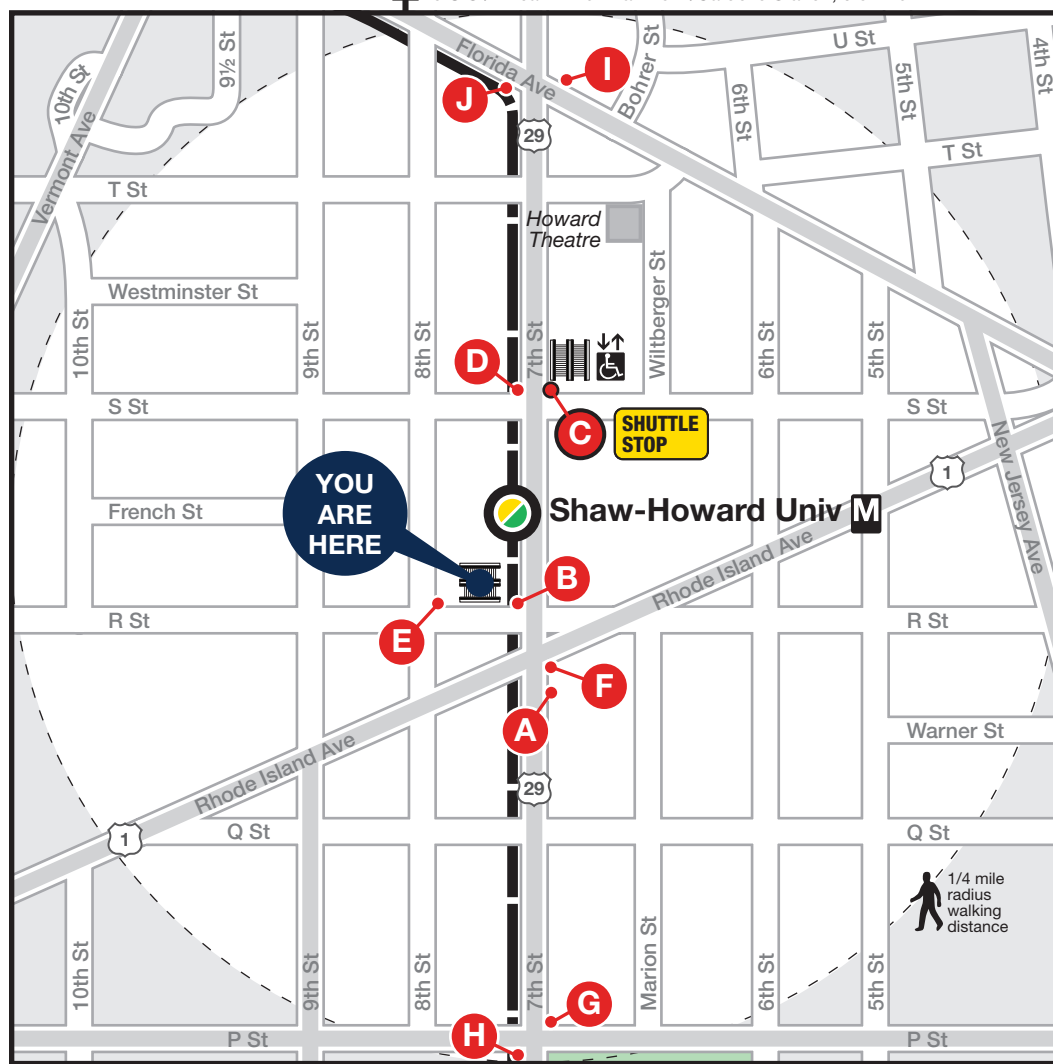 10th St
9½ St
Vermont Ave
Florida Ave
I
J
Bohrer St
U St
6th St
5th St
4th St
29
T St
T St
Howard
Theatre
Westminster St
10th St
9th St
8th St
7th St
Wiltberger St
6th St
5th St
D
S St
C
SHUTTLE
STOP
S St
New Jersey Ave
1
YOU
ARE
HERE
French St
Shaw-Howard Univ M
Rhode Island Ave
B
E
R St
R St
F
A
Warner St
Rhode Island Ave
29
1
Q St
Q St
1/4 mile
radius
walking
distance
10th St
9th St
8th St
7th St
Marion St
6th St
5th St
G
H
P St
P St